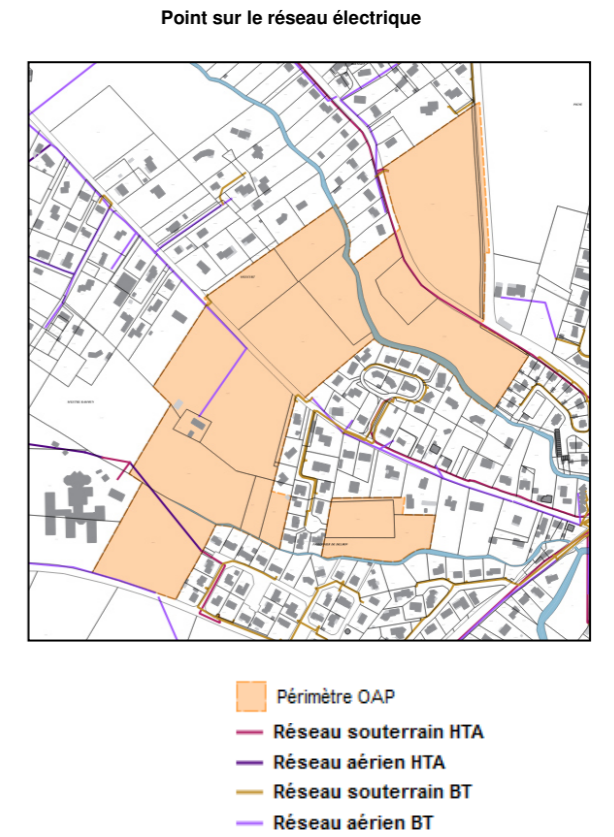 Point sur le réseau électrique
Périmètre OAP
Réseau souterrain HTA
Réseau aérien HTA
Réseau souterrain BT
Réseau aérien BT